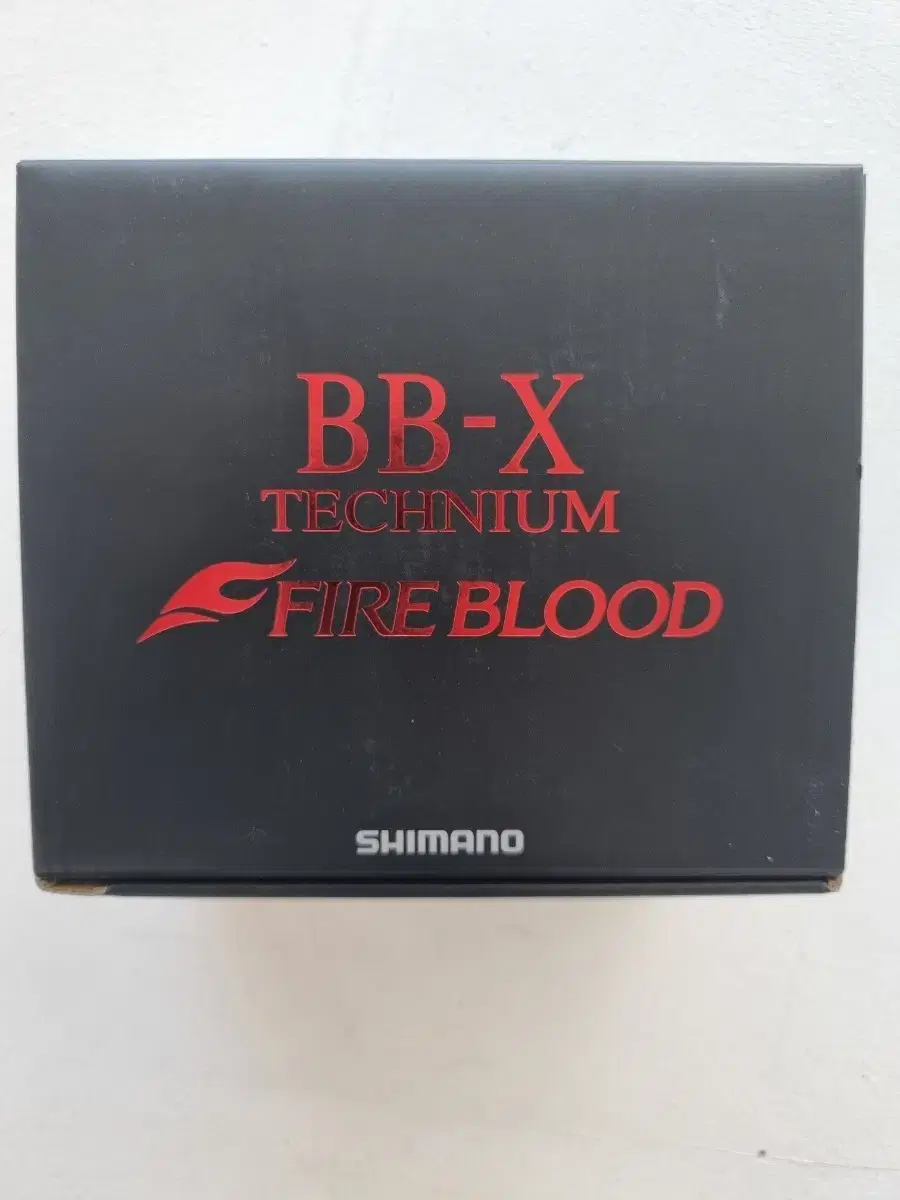 BB-X
TECHNIUM
FIRE BLOOD
SHIMANO